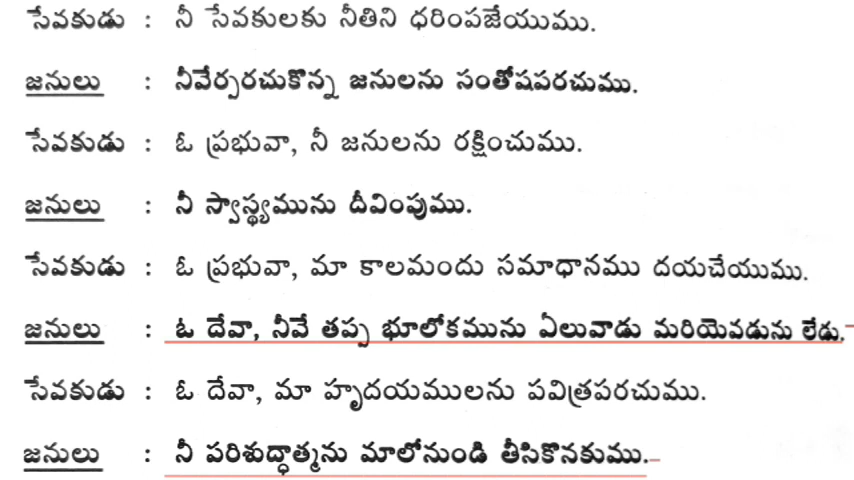 సేవకుడు : నీ సేవకులకు నీతిని ధరింపజేయుము.
జనులు : నీవేర్పరచుకొన్న జనులను సంతోషపరచుము.
సేవకుడు : ఓ ప్రభువా, నీ జనులను రక్షించుము.
జనులు : నీ స్వాస్థ్యమును దీవింపుము.
సేవకుడు : ఓ ప్రభువా, మా కాలమందు సమాధానము దయచేయుము.
జనులు : ఓ దేవా, నీవే తప్ప భూలోకమును ఏలువాడు మరియెవడును లేడు.
సేవకుడు : ఓ దేవా, మా హృదయములను పవిత్రపరచుము.
జనులు : నీ పరిశుద్ధాత్మను మాలోనుండి తీసికొనకుము.